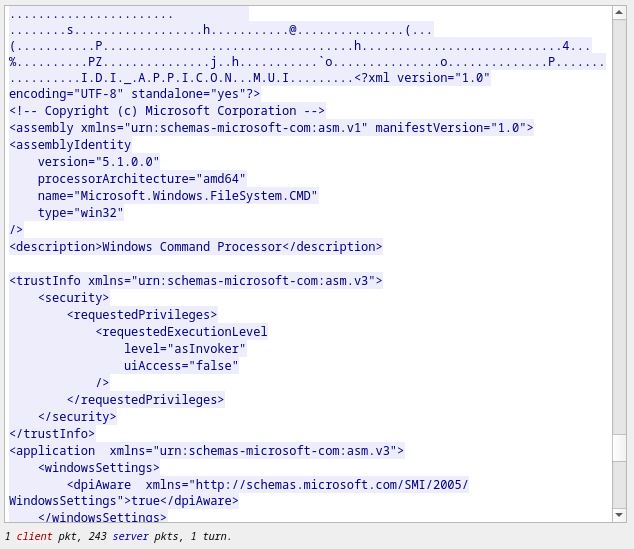 .......................
........s..................h...........@...............(...
(............P...................................h............................4...
%..........PZ...............j..h...........`o...............o..............P.......
..........I.D.I._.A.P.P.I.C.O.N...M.U.I.........<?xml version="1.0"
encoding="UTF-8" standalone="yes"?>
<!-- Copyright (c) Microsoft Corporation -->
<assembly xmlns="urn:schemas-microsoft-com:asm.v1" manifestVersion="1.0">
<assemblyIdentity
    version="5.1.0.0"
    processorArchitecture="amd64"
    name="Microsoft.Windows.FileSystem.CMD"
    type="win32"
/>
<description>Windows Command Processor</description>

<trustInfo xmlns="urn:schemas-microsoft-com:asm.v3">
    <security>
        <requestedPrivileges>
            <requestedExecutionLevel
                level="asInvoker"
                uiAccess="false"
            />
        </requestedPrivileges>
    </security>
</trustInfo>
<application  xmlns="urn:schemas-microsoft-com:asm.v3">
    <windowsSettings>
        <dpiAware  xmlns="http://schemas.microsoft.com/SMI/2005/
WindowsSettings">true</dpiAware>
    </windowsSettings>
1 client pkt, 243 server pkts, 1 turn.